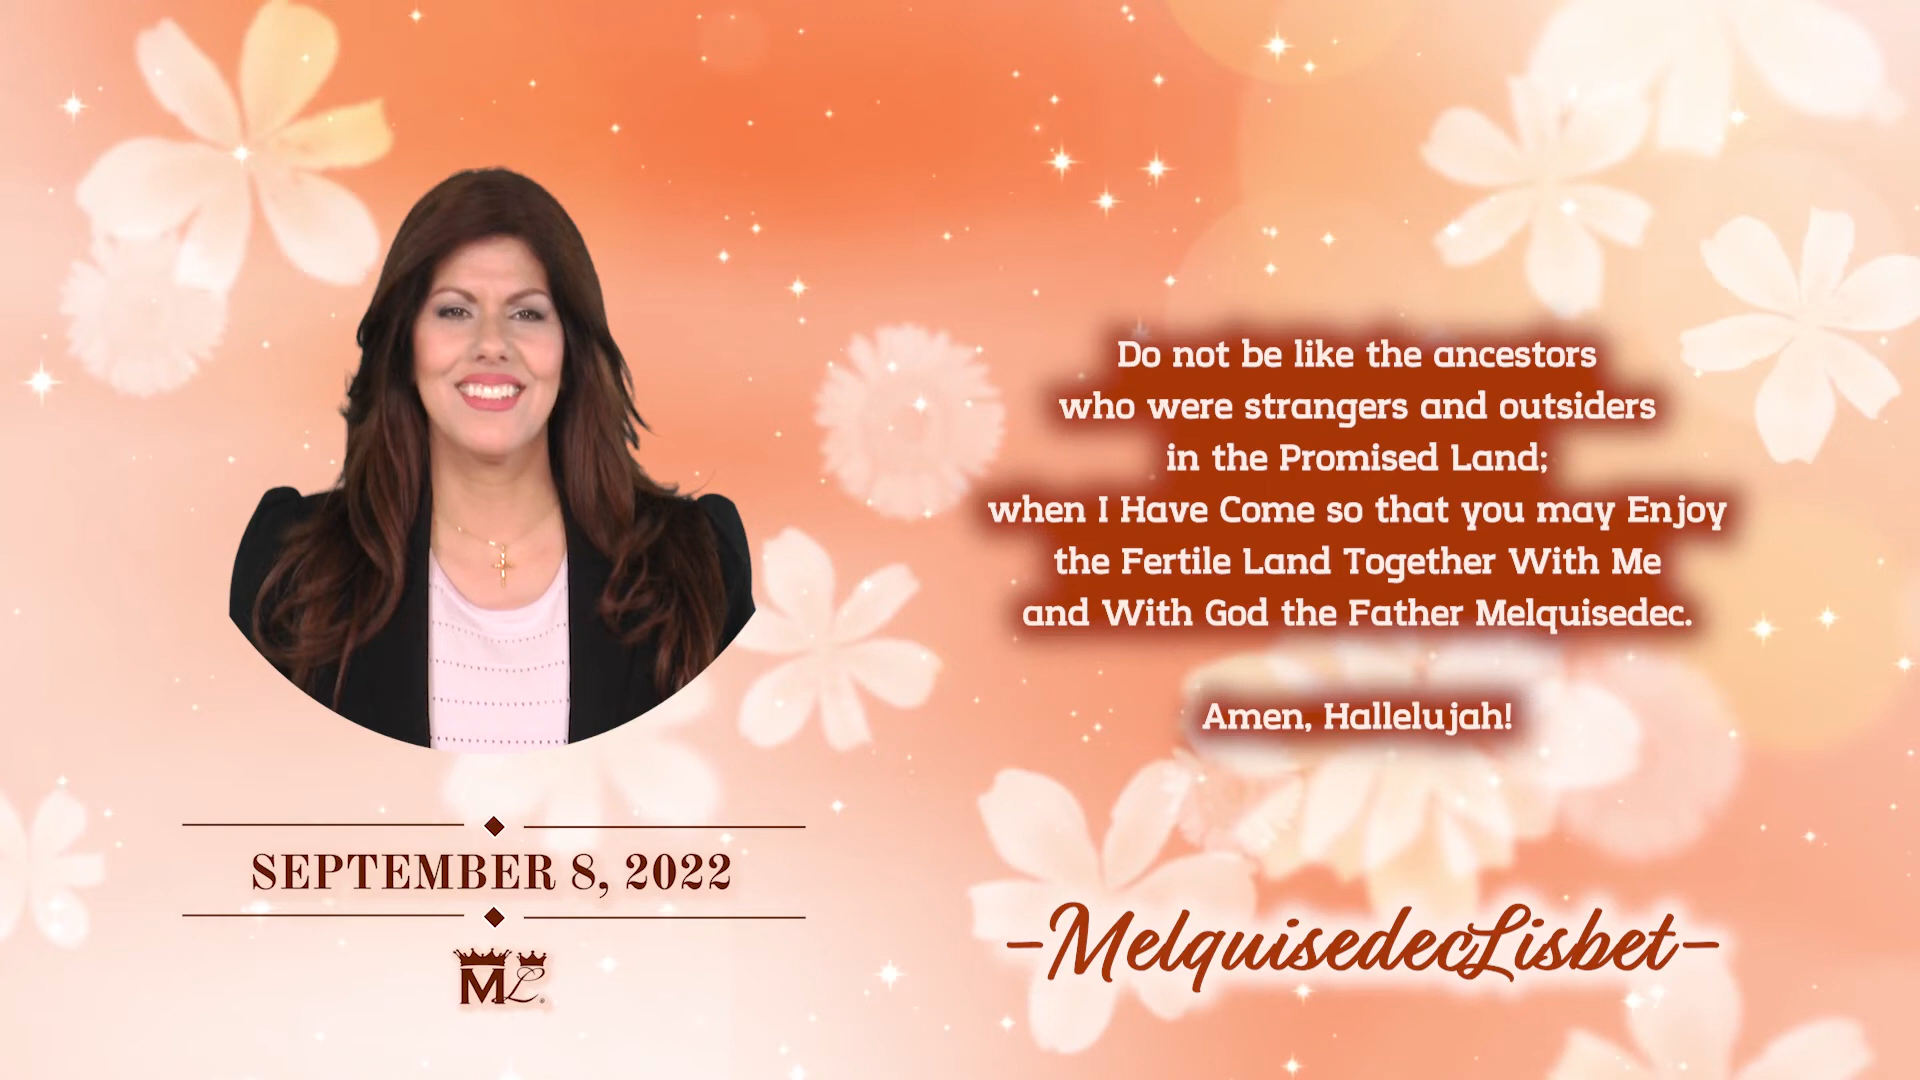 Do not be like the ancestors
who were strangers and outsiders
in the Promised Land;
when I Have Come so that you may Enjoy
the Fertile Land Together With Me
and With God the Father Melquisedec.
Amen, Hallelujah!
SEPTEMBER 8, 2022
ML®
-MelquisedecLisbet-